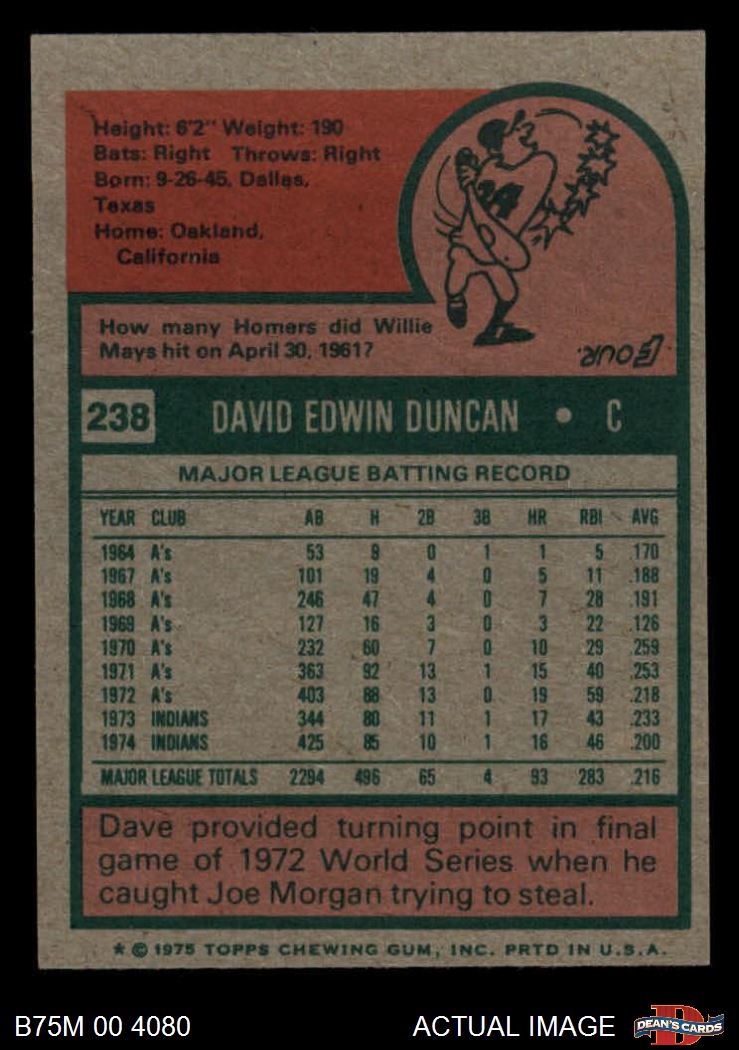 Height: 6'2" Weight: 190
Bats: Right Throws: Right
Born: 9-26-45, Dallas,
Texas
Home: Oakland,
California
24
How many Homers did Willie
Mays hit on April 30, 1961?
FOUR.
238 DAVID EDWIN DUNCAN • C
MAJOR LEAGUE BATTING RECORD
YEAR CLUB AB H 2B 3B HR RBI AVG
1964 A's 53 9 0 1 1 5 .170
1967 A's 101 19 4 0 5 11 .188
1968 A's 246 47 4 0 7 28 .191
1969 A's 127 16 3 0 3 22 .126
1970 A's 232 60 7 0 10 29 .259
1971 A's 363 92 13 1 15 40 .253
1972 A's 403 88 13 0 19 59 .218
1973 INDIANS 344 80 11 1 17 43 .233
1974 INDIANS 425 85 10 1 16 46 .200
MAJOR LEAGUE TOTALS 2294 496 65 4 93 283 .216
Dave provided turning point in final
game of 1972 World Series when he
caught Joe Morgan trying to steal.
* © 1975 TOPPS CHEWING GUM, INC. PRTD IN U.S.A.
B75M 00 4080 ACTUAL IMAGE
D
DEAN'S CARDS